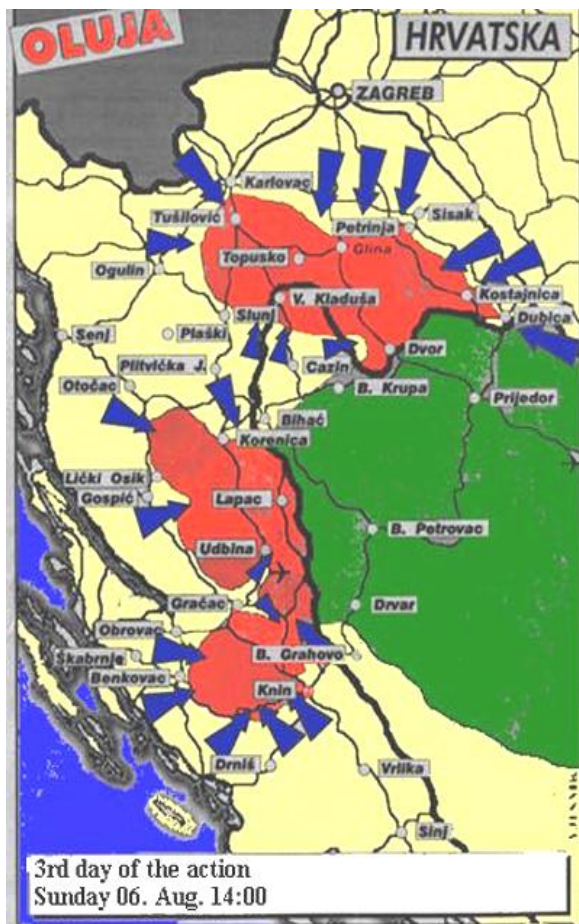 OLUJA
HRVATSKA
ZAGREB
Karlovac
Tušilović
Sisak
Petrinja
Glina
Topusko
Ogulin
V. Kladuša
Kostajnica
Slunj
Dubica
Senj
Plaški
Dvor
Plitvička J.
Cazin
Otočac
B. Krupa
Prijedor
Bihać
Korenica
Lički Osik
Gospić
Lapac
B. Petrovac
Udbina
Gračac
Drvar
Obrovac
Škabrnje
B. Grahovo
Benkovac
Knin
Drniš
Vrlika
Sinj
3rd day of the action
Sunday 06. Aug. 14:00